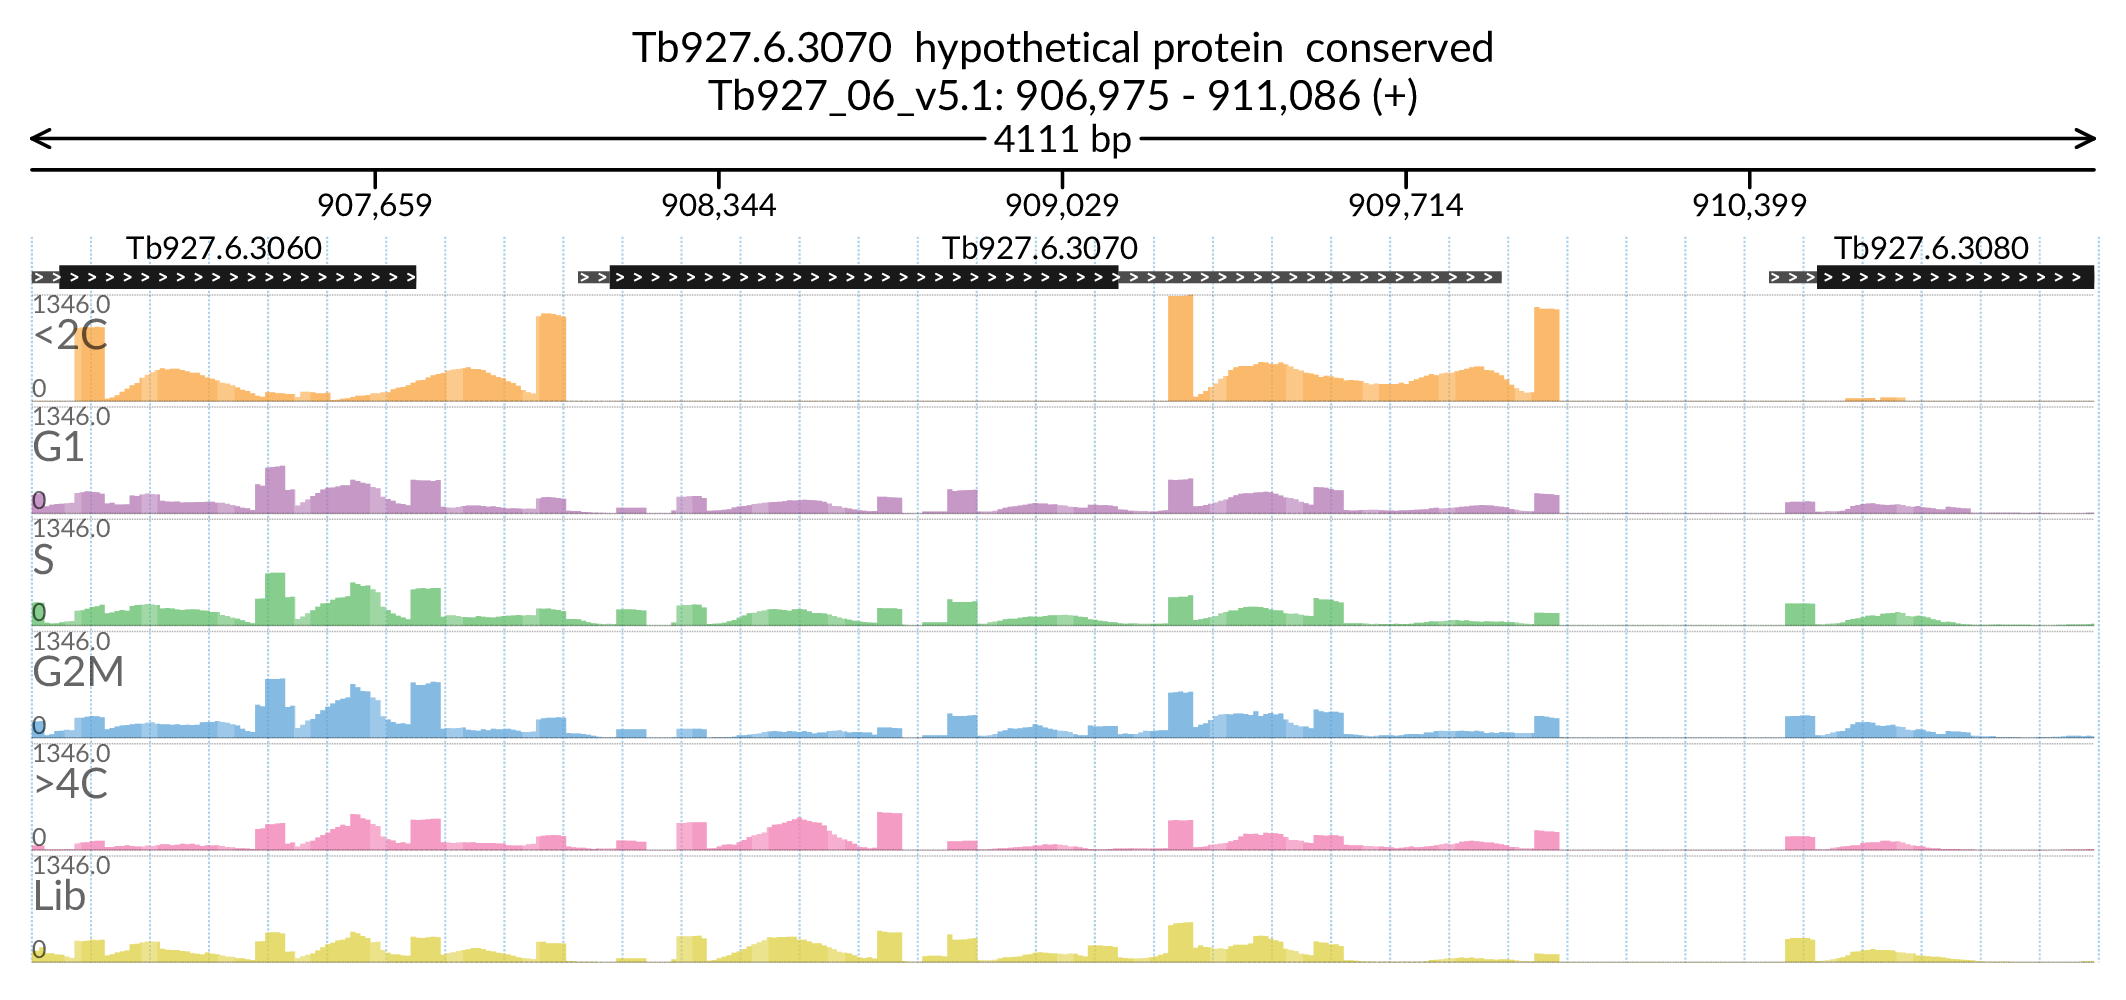 Tb927.6.3070  hypothetical protein  conserved
Tb927_06_v5.1: 906,975 - 911,086 (+)
4111 bp
907,659 908,344 909,029 909,714 910,399
Tb927.6.3060 Tb927.6.3070 Tb927.6.3080
1346.0
<2C
0
1346.0
G1
0
1346.0
S
0
1346.0
G2M
0
1346.0
>4C
0
1346.0
Lib
0